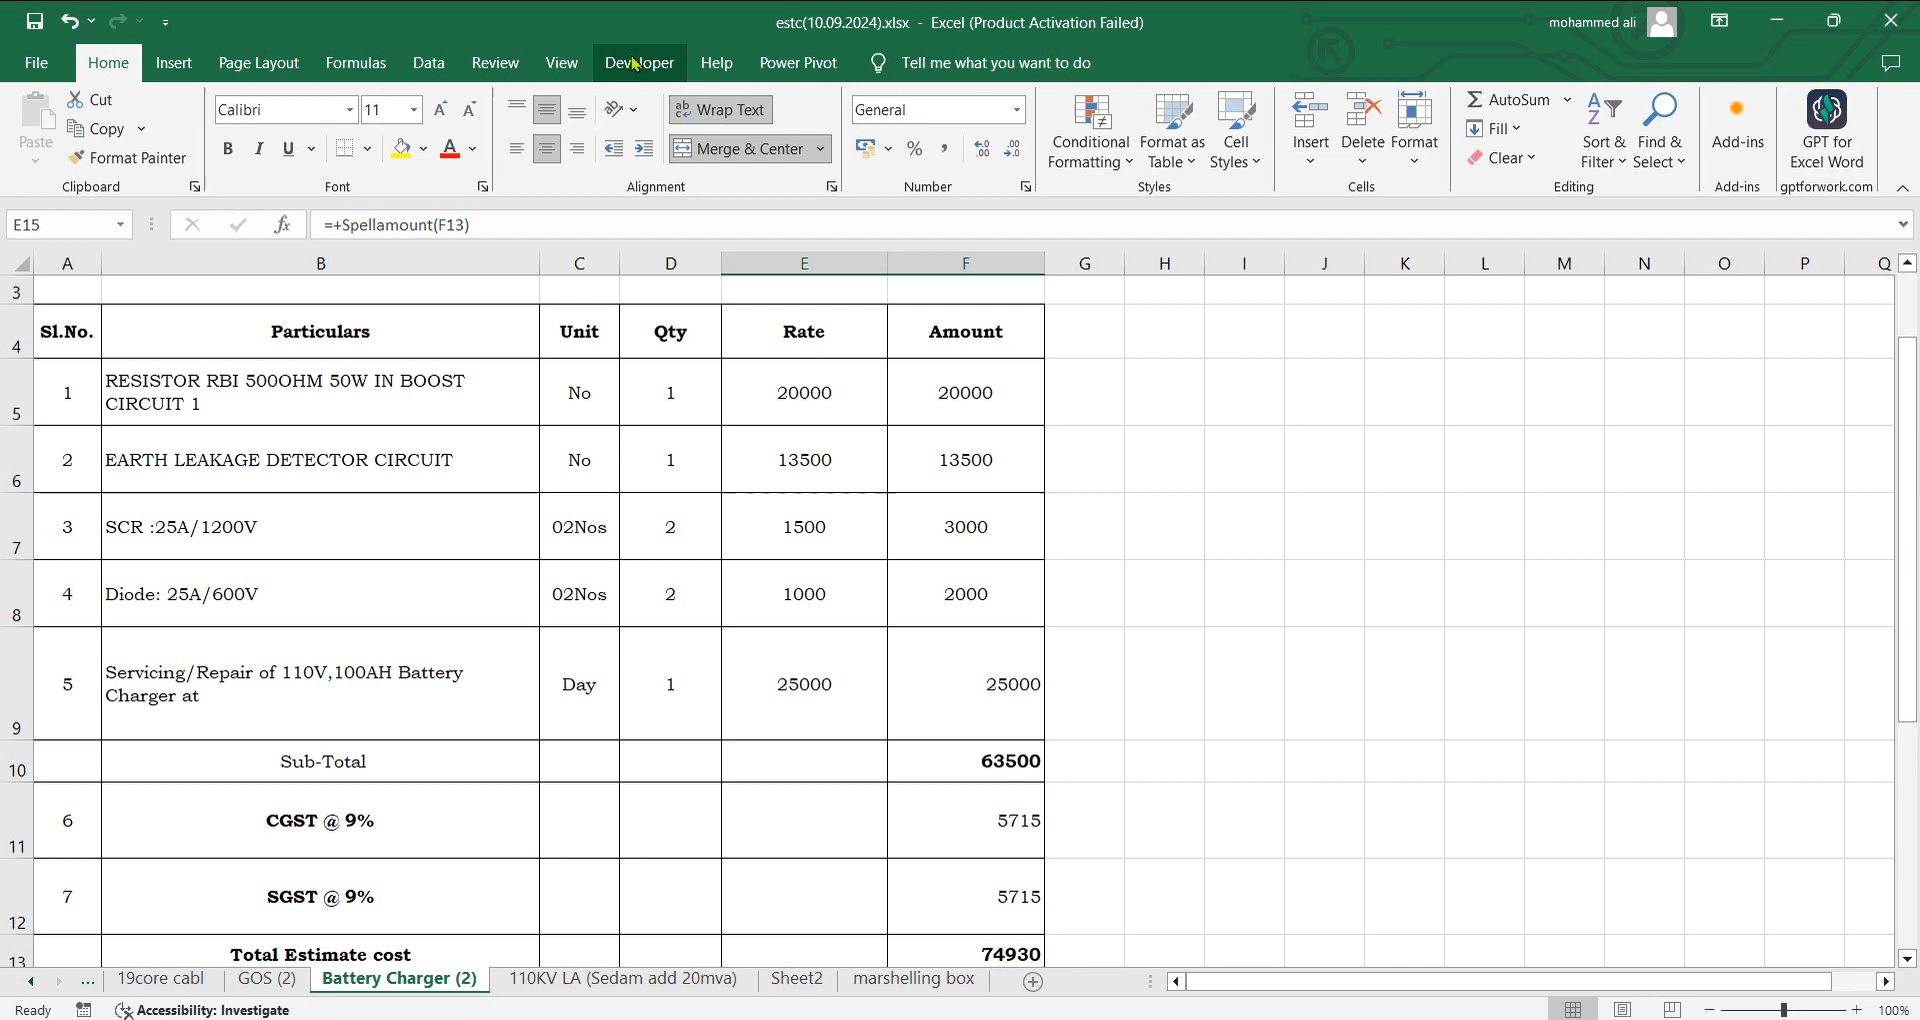 estc(10.09.2024).xlsx - Excel (Product Activation Failed)
mohammed ali
File Home Insert Page Layout Formulas Data Review View Developer Help Power Pivot Tell me what you want to do
Paste
Cut
Copy
Format Painter
Clipboard
Calibri 11 A A
B I U A
Font
Wrap Text
Merge & Center
Alignment
General
% ,
Number
Conditional Formatting
Format as Table
Cell Styles
Styles
Insert
Delete
Format
Cells
AutoSum
Fill
Clear
Sort & Filter
Find & Select
Editing
Add-ins
Add-ins
GPT for Excel Word
gptforwork.com
E15 fx =+Spellamount(F13)
A B C D E F G H I J K L M N O P Q
3
4 Sl.No. Particulars Unit Qty Rate Amount
5 1 RESISTOR RBI 500OHM 50W IN BOOST CIRCUIT 1 No 1 20000 20000
6 2 EARTH LEAKAGE DETECTOR CIRCUIT No 1 13500 13500
7 3 SCR :25A/1200V 02Nos 2 1500 3000
8 4 Diode: 25A/600V 02Nos 2 1000 2000
9 5 Servicing/Repair of 110V,100AH Battery Charger at Day 1 25000 25000
10 Sub-Total 63500
11 6 CGST @ 9% 5715
12 7 SGST @ 9% 5715
13 Total Estimate cost 74930
... 19core cabl GOS (2) Battery Charger (2) 110KV LA (Sedam add 20mva) Sheet2 marshelling box
Ready Accessibility: Investigate 100%